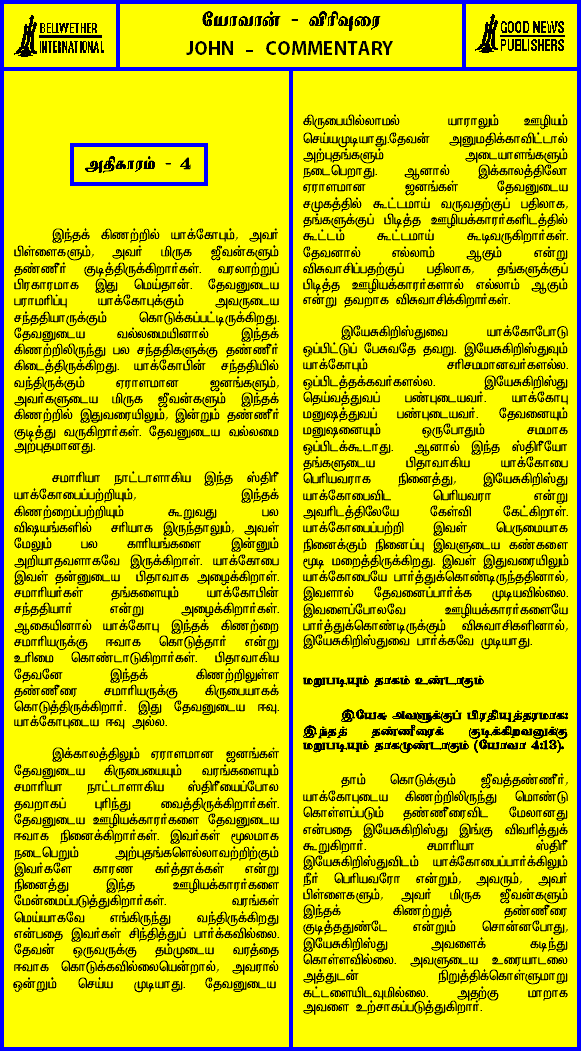 BELWETHER
INTERNATIONAL
யோவான் - விரிவுரை
JOHN - COMMENTARY
GOOD NEWS
PUBLISHERS
அதிகாரம் - 4
இந்தக் கிணற்றில் யாக்கோபும், அவர்
பிள்ளைகளும், அவர் மிருக ஜீவன்களும்
தண்ணீர் குடித்திருக்கிறார்கள். வரலாற்றுப்
பிரகாரமாக இது மெய்தான். தேவனுடைய
பராமரிப்பு யாக்கோபுக்கும் அவருடைய
சந்ததியாருக்கும் கொடுக்கப்பட்டிருக்கிறது.
தேவனுடைய வல்லமையினால் இந்தக்
கிணற்றிலிருந்து பல சந்ததிகளுக்கு தண்ணீர்
கிடைத்திருக்கிறது. யாக்கோபின் சந்ததியில்
வந்திருக்கும் ஏராளமான ஜனங்களும்,
அவர்களுடைய மிருக ஜீவன்களும் இந்தக்
கிணற்றில் இதுவரையிலும், இன்றும் தண்ணீர்
குடித்து வருகிறார்கள். தேவனுடைய வல்லமை
அற்புதமானது.
சமாரியா நாட்டாளாகிய இந்த ஸ்திரீ
யாக்கோபைப்பற்றியும், இந்தக்
கிணற்றைப்பற்றியும் கூறுவது பல
விஷயங்களில் சரியாக இருந்தாலும், அவள்
மேலும் பல காரியங்களை இன்னும்
அறியாதவளாகவே இருக்கிறாள். யாக்கோபை
இவள் தன்னுடைய பிதாவாக அழைக்கிறாள்.
சமாரியர்கள் தங்களையும் யாக்கோபின்
சந்ததியார் என்று அழைக்கிறார்கள்.
ஆகையினால் யாக்கோபு இந்தக் கிணற்றை
சமாரியருக்கு ஈவாக கொடுத்தார் என்று
உரிமை கொண்டாடுகிறார்கள். பிதாவாகிய
தேவனே இந்தக் கிணற்றிலுள்ள
தண்ணீரை சமாரியருக்கு கிருபையாகக்
கொடுத்திருக்கிறார். இது தேவனுடைய ஈவு.
யாக்கோபுடைய ஈவு அல்ல.
இக்காலத்திலும் ஏராளமான ஜனங்கள்
தேவனுடைய கிருபையையும் வரங்களையும்
சமாரியா நாட்டாளாகிய ஸ்திரீயைப்போல
தவறாகப் புரிந்து வைத்திருக்கிறார்கள்.
தேவனுடைய ஊழியக்காரர்களை தேவனுடைய
ஈவாக நினைக்கிறார்கள். இவர்கள் மூலமாக
நடைபெறும் அற்புதங்களெல்லாவற்றிற்கும்
இவர்களே காரண கர்த்தாக்கள் என்று
நினைத்து இந்த ஊழியக்காரர்களை
மேன்மைப்படுத்துகிறார்கள். வரங்கள்
மெய்யாகவே எங்கிருந்து வந்திருக்கிறது
என்பதை இவர்கள் சிந்தித்துப் பார்க்கவில்லை.
தேவன் ஒருவருக்கு தம்முடைய வரத்தை
ஈவாக கொடுக்கவில்லையென்றால், அவரால்
ஒன்றும் செய்ய முடியாது. தேவனுடைய
கிருபையில்லாமல் யாராலும் ஊழியம்
செய்யமுடியாது.தேவன் அனுமதிக்காவிட்டால்
அற்புதங்களும் அடையாளங்களும்
நடைபெறாது. ஆனால் இக்காலத்திலோ
ஏராளமான ஜனங்கள் தேவனுடைய
சமுகத்தில் கூட்டமாய் வருவதற்குப் பதிலாக,
தங்களுக்குப் பிடித்த ஊழியக்காரர்களிடத்தில்
கூட்டம் கூட்டமாய் கூடிவருகிறார்கள்.
தேவனால் எல்லாம் ஆகும் என்று
விசுவாசிப்பதற்குப் பதிலாக, தங்களுக்குப்
பிடித்த ஊழியக்காரர்களால் எல்லாம் ஆகும்
என்று தவறாக விசுவாசிக்கிறார்கள்.
இயேசுகிறிஸ்துவை யாக்கோபோடு
ஒப்பிட்டுப் பேசுவதே தவறு. இயேசுகிறிஸ்துவும்
யாக்கோபும் சரிசமமானவர்களல்ல.
ஒப்பிடத்தக்கவர்களல்ல. இயேசுகிறிஸ்து
தெய்வத்துவப் பண்புடையவர். யாக்கோபு
மனுஷத்துவப் பண்புடையவர். தேவனையும்
மனுஷனையும் ஒருபோதும் சமமாக
ஒப்பிடக்கூடாது. ஆனால் இந்த ஸ்திரீயோ
தங்களுடைய பிதாவாகிய யாக்கோபை
பெரியவராக நினைத்து, இயேசுகிறிஸ்து
யாக்கோபைவிட பெரியவரா என்று
அவரிடத்திலேயே கேள்வி கேட்கிறாள்.
யாக்கோபைப்பற்றி இவள் பெருமையாக
நினைக்கும் நினைப்பு இவளுடைய கண்களை
மூடி மறைத்திருக்கிறது. இவள் இதுவரையிலும்
யாக்கோபையே பார்த்துக்கொண்டிருந்ததினால்,
இவளால் தேவனைப்பார்க்க முடியவில்லை.
இவளைப்போலவே ஊழியக்காரர்களையே
பார்த்துக்கொண்டிருக்கும் விசுவாசிகளினால்,
இயேசுகிறிஸ்துவை பார்க்கவே முடியாது.
மறுபடியும் தாகம் உண்டாகும்
இயேசு அவளுக்குப் பிரதியுத்தரமாக:
இந்தத் தண்ணீரைக் குடிக்கிறவனுக்கு
மறுபடியும் தாகமுண்டாகும் (யோவா 4:13).
தாம் கொடுக்கும் ஜீவத்தண்ணீர்,
யாக்கோபுடைய கிணற்றிலிருந்து மொண்டு
கொள்ளப்படும் தண்ணீரைவிட மேலானது
என்பதை இயேசுகிறிஸ்து இங்கு விவரித்துக்
கூறுகிறார். சமாரியா ஸ்திரீ
இயேசுகிறிஸ்துவிடம் யாக்கோபைப்பார்க்கிலும்
நீர் பெரியவரோ என்றும், அவரும், அவர்
பிள்ளைகளும், அவர் மிருக ஜீவன்களும்
இந்தக் கிணற்றுத் தண்ணீரை
குடித்ததுண்டே என்றும் சொன்னபோது,
இயேசுகிறிஸ்து அவளைக் கடிந்து
கொள்ளவில்லை. அவளுடைய உரையாடலை
அத்துடன் நிறுத்திக்கொள்ளுமாறு
கட்டளையிடவுமில்லை. அதற்கு மாறாக
அவளை உற்சாகப்படுத்துகிறார்.